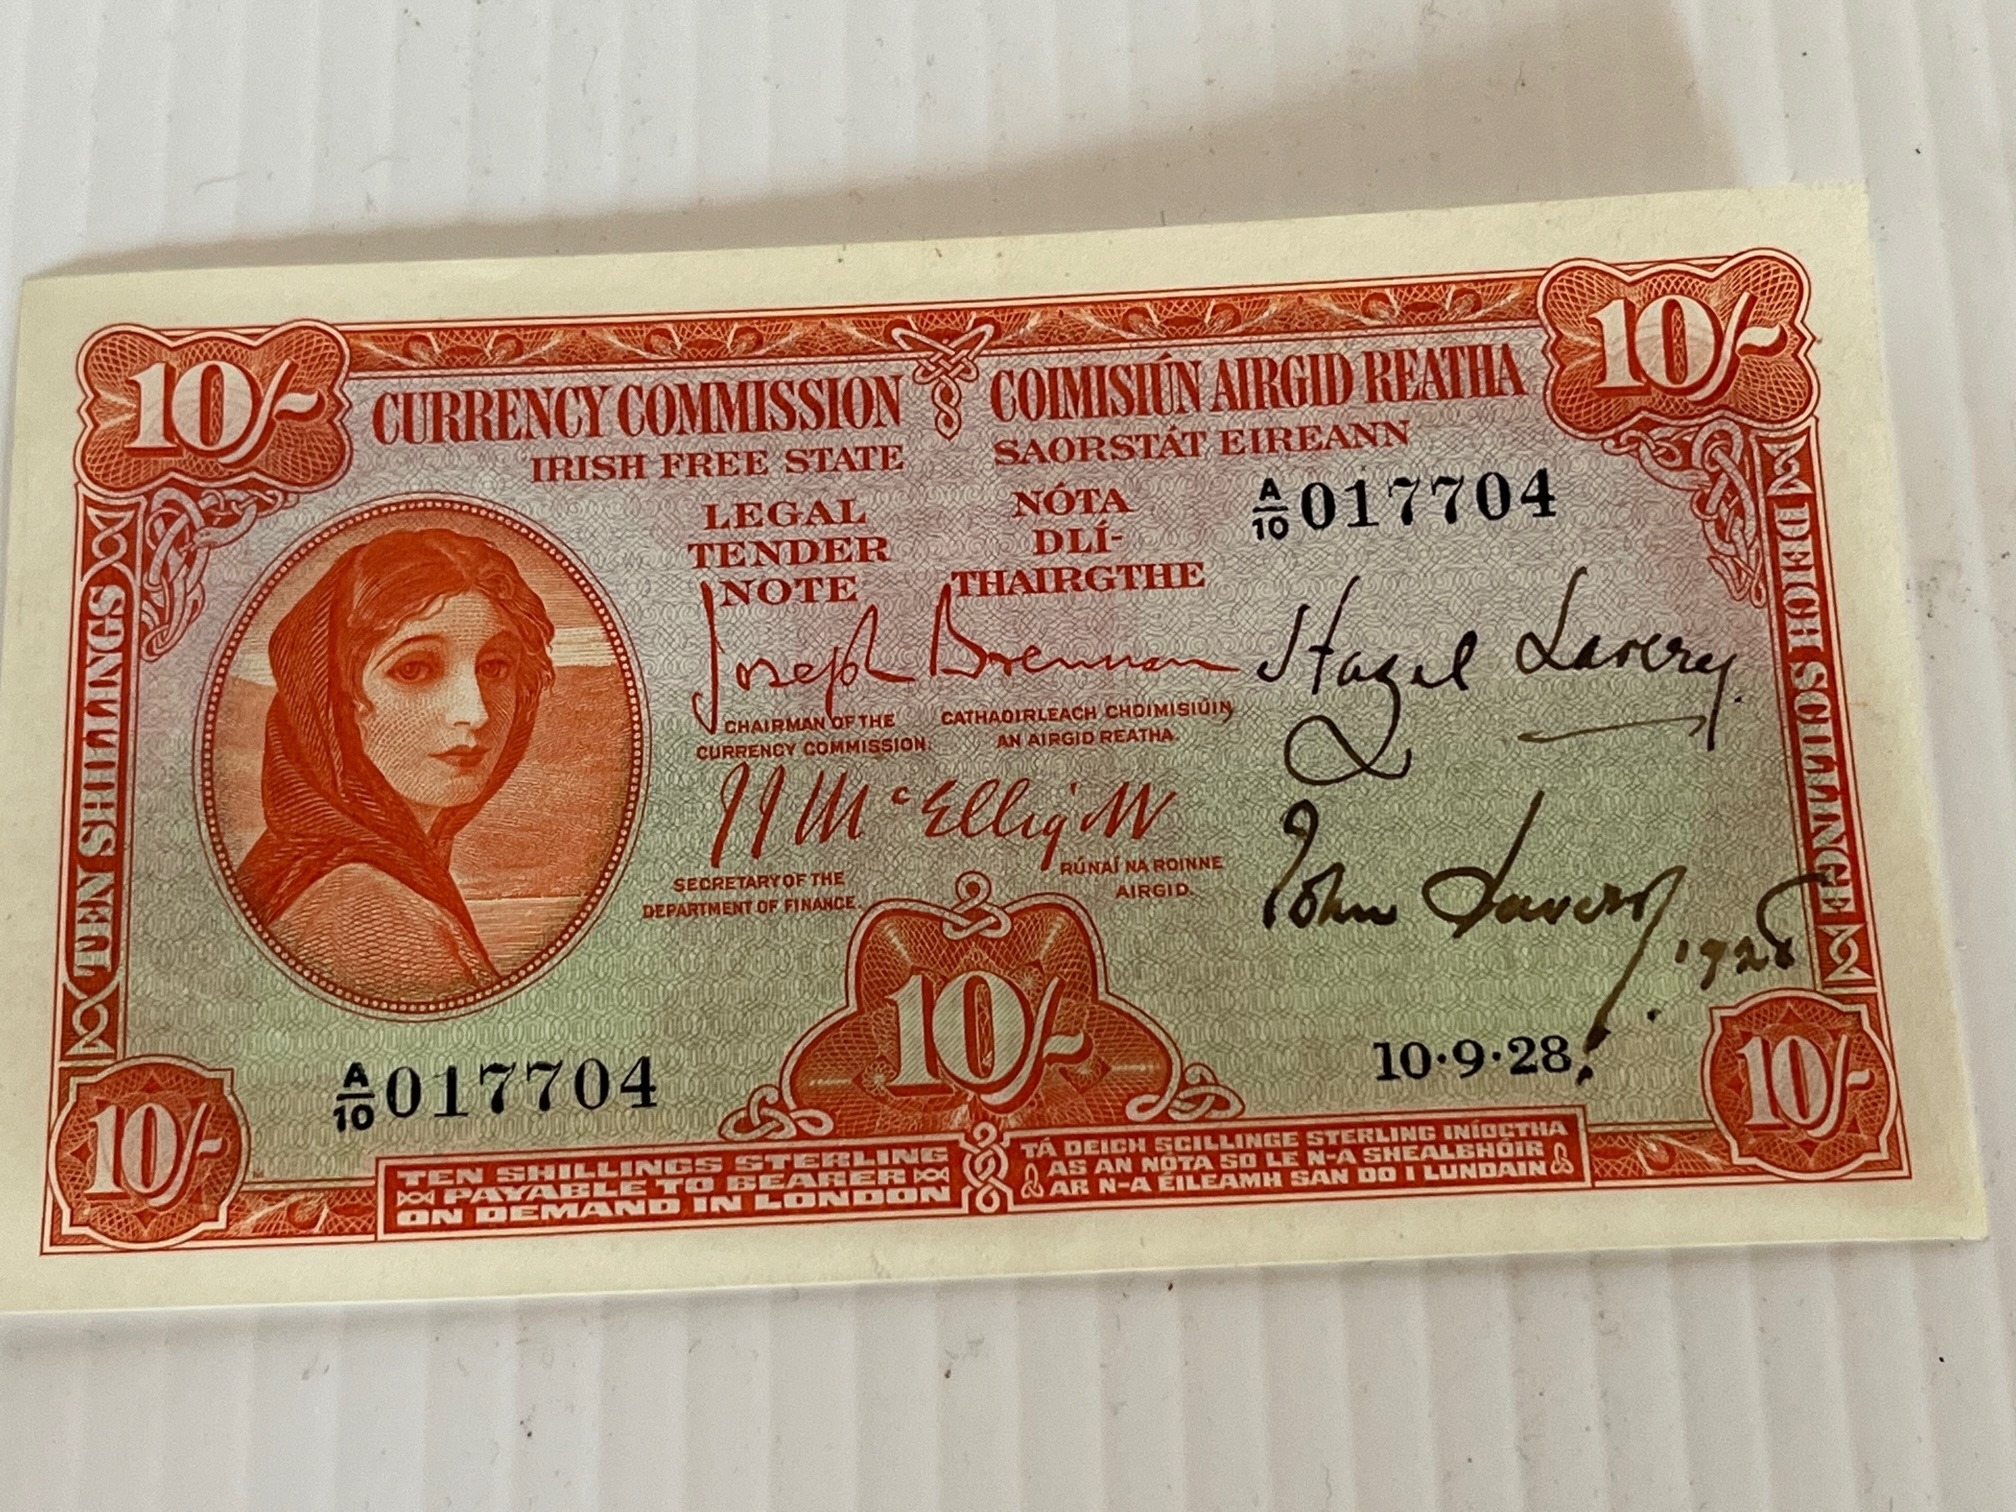 10/- 10/-
CURRENCY COMMISSION COIMISIÚN AIRGID REATHA
IRISH FREE STATE SAORSTÁT EIREANN
LEGAL TENDER NOTE
NÓTA DLÍ-THAIRGTHE
A/10 017704
TEN SHILLINGS
DEICH SCILLINGE
Joseph Brennan
Hazel Lavery
CHAIRMAN OF THE
CURRENCY COMMISSION.
CATHAOIRLEACH CHOIMISIÚIN
AN AIRGID REATHA.
J J McElligott
John Lavery
1928
SECRETARY OF THE
DEPARTMENT OF FINANCE.
RÚNAÍ NA ROINNE
AIRGID.
10/-
10·9·28
A/10 017704
10/- 10/-
TEN SHILLINGS STERLING
PAYABLE TO BEARER
ON DEMAND IN LONDON
TÁ DEICH SCILLINGE STERLING INÍOCTHA
AS AN NÓTA SO LE N-A SHEALBHÓIR
AR N-A ÉILEAMH SAN DO I LUNDAIN